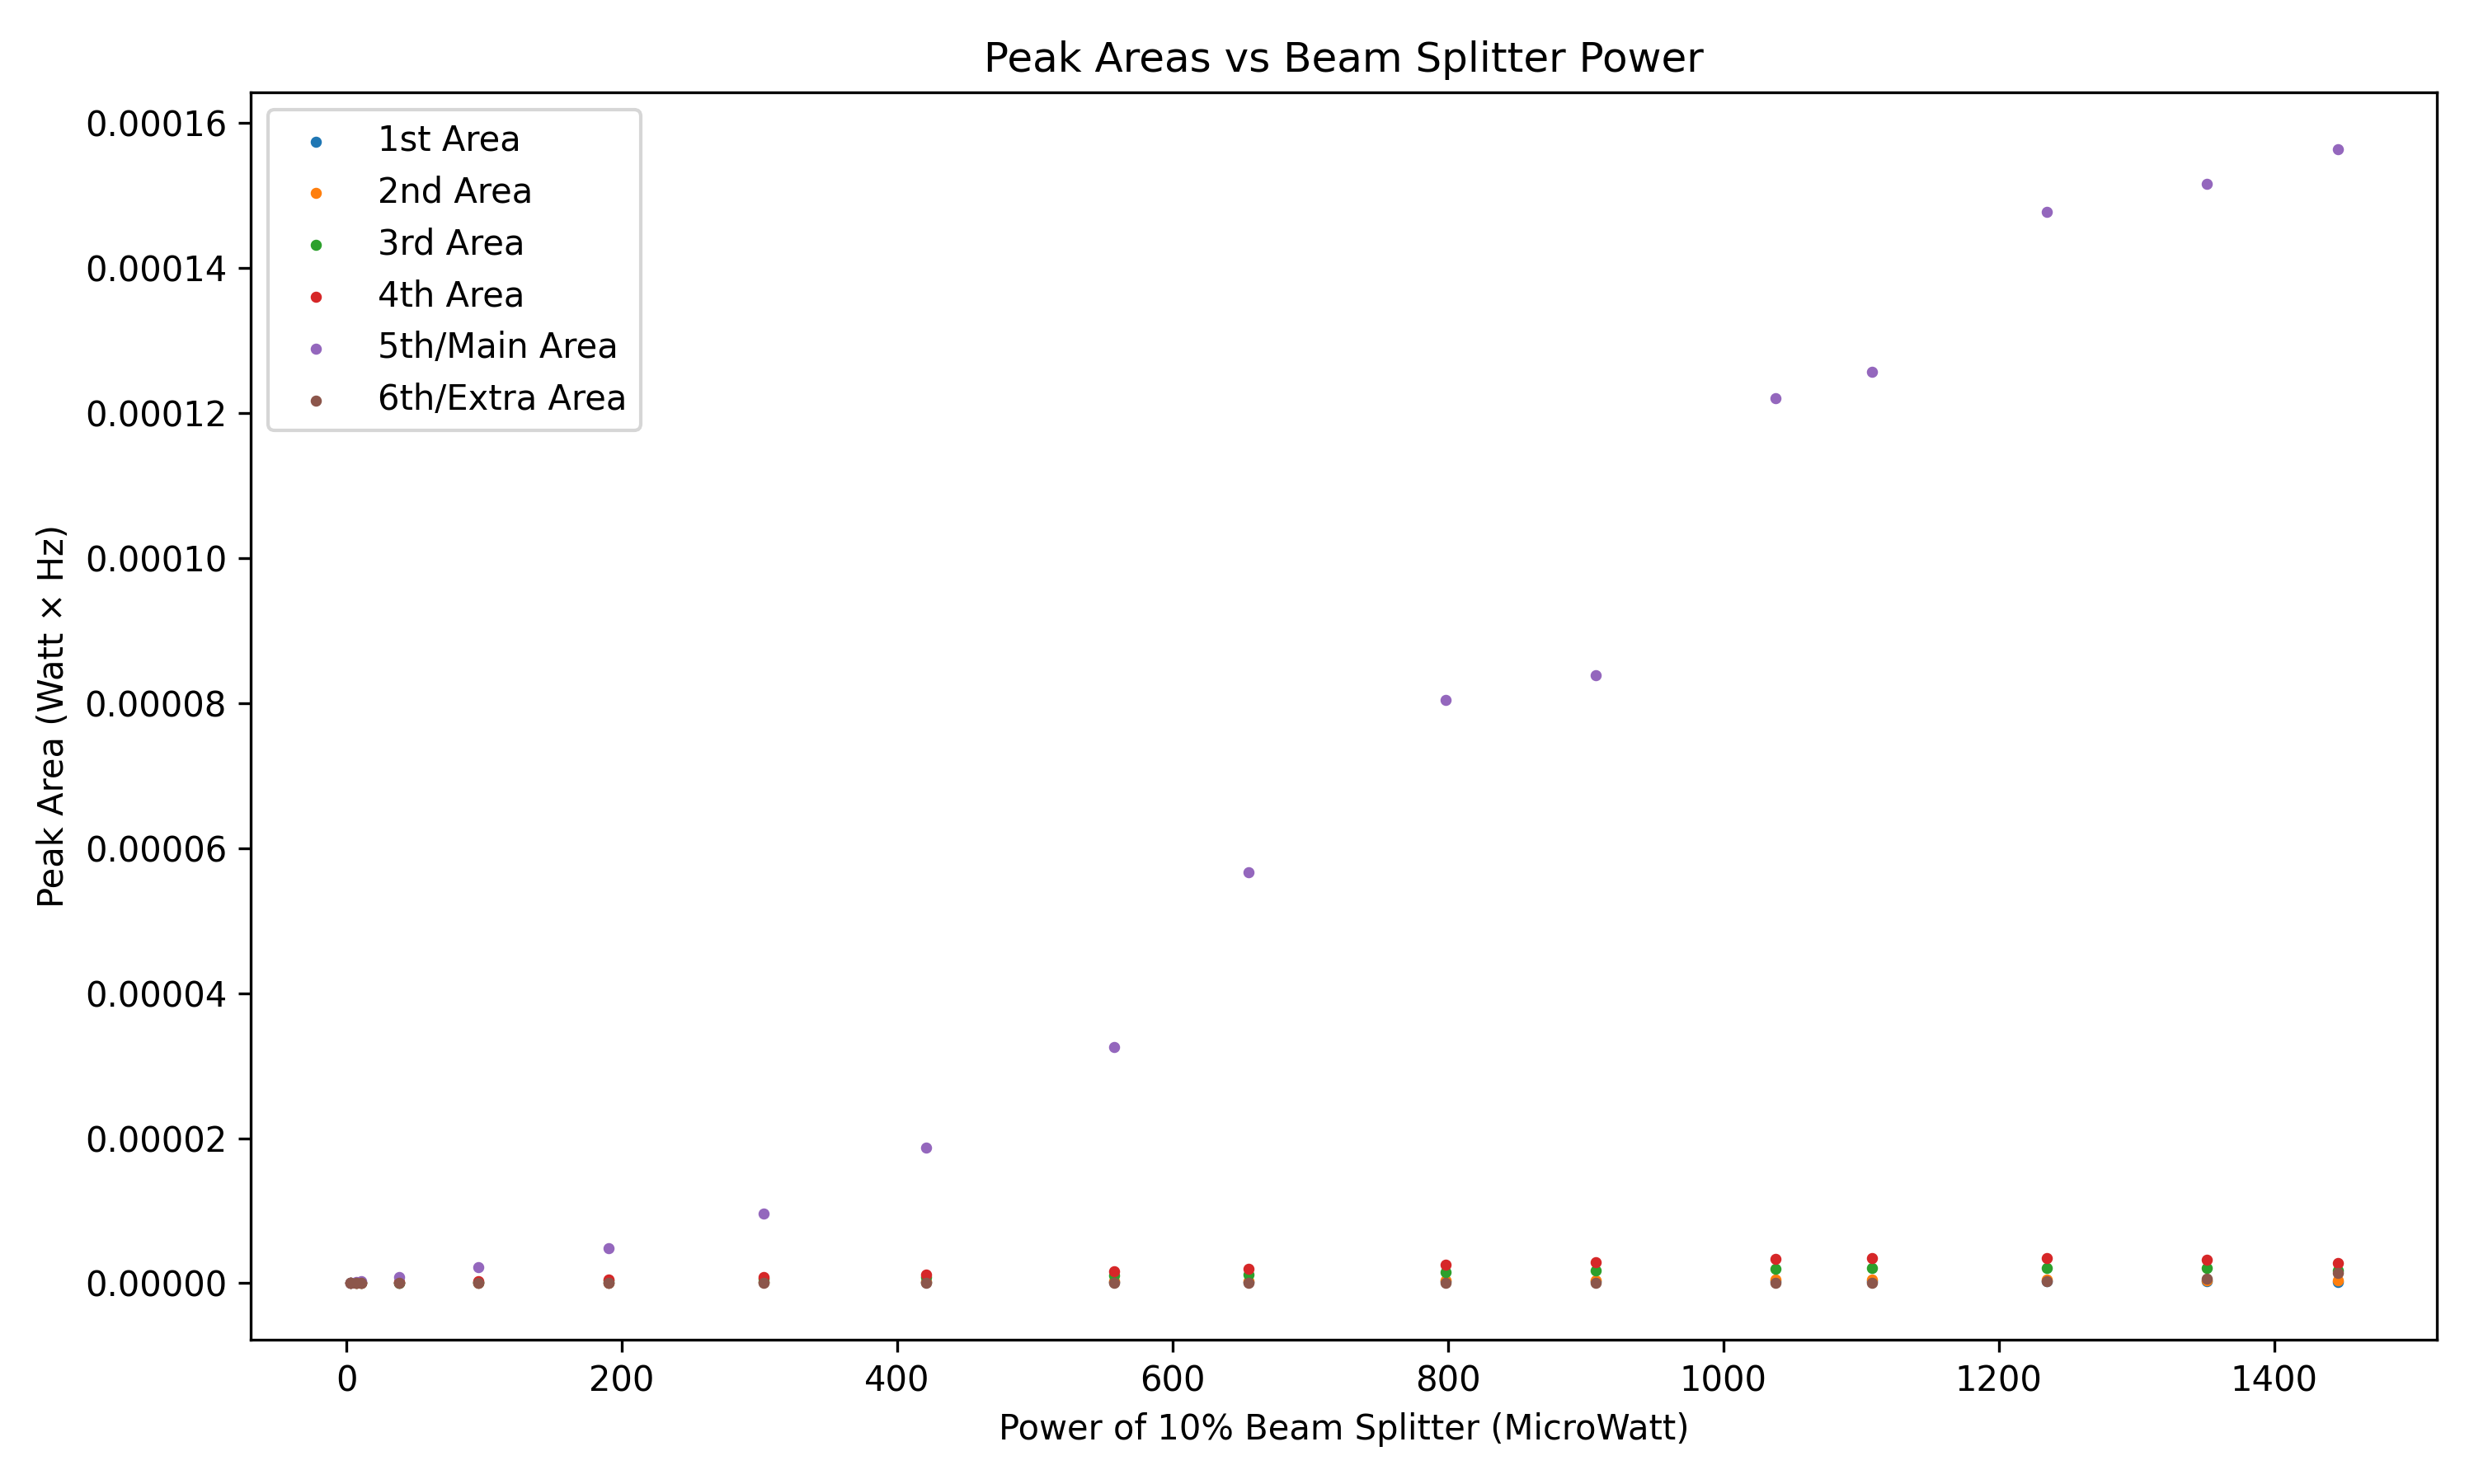 Peak Areas vs Beam Splitter Power
1st Area
2nd Area
3rd Area
4th Area
5th/Main Area
6th/Extra Area
Peak Area (Watt × Hz)
0.00016
0.00014
0.00012
0.00010
0.00008
0.00006
0.00004
0.00002
0.00000
0 200 400 600 800 1000 1200 1400
Power of 10% Beam Splitter (MicroWatt)